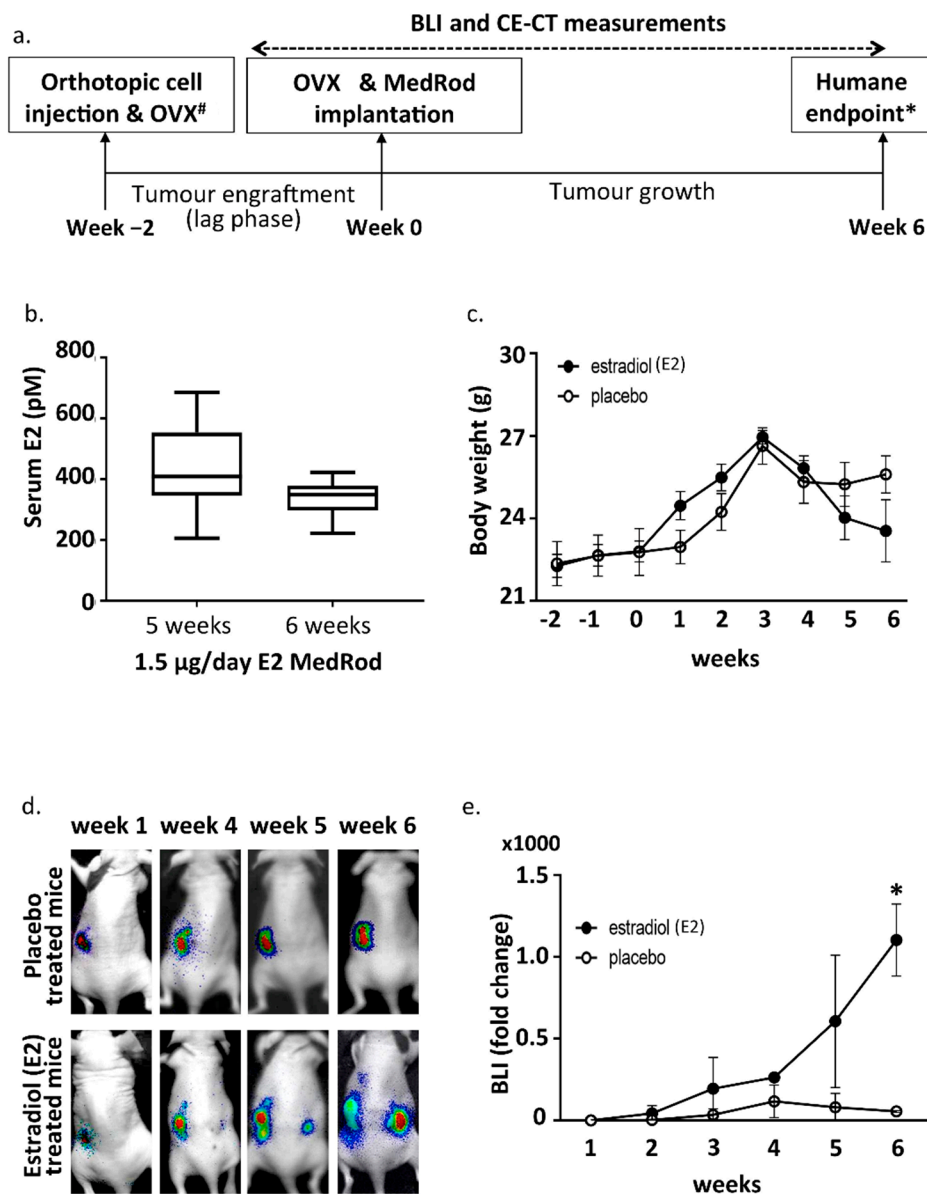 a.
BLI and CE-CT measurements
Orthotopic cell
injection & OVX#
OVX & MedRod
implantation
Humane
endpoint*
Tumour engraftment
(lag phase)
Tumour growth
Week −2
Week 0
Week 6
b.
800
600
400
200
0
Serum E2 (pM)
5 weeks
6 weeks
1.5 µg/day E2 MedRod
c.
30
27
24
21
Body weight (g)
estradiol (E2)
placebo
-2 -1 0 1 2 3 4 5 6
weeks
d.
week 1 week 4 week 5 week 6
Placebo
treated mice
Estradiol (E2)
treated mice
e.
x1000
1.5
1.0
0.5
0
BLI (fold change)
estradiol (E2)
placebo
*
1 2 3 4 5 6
weeks